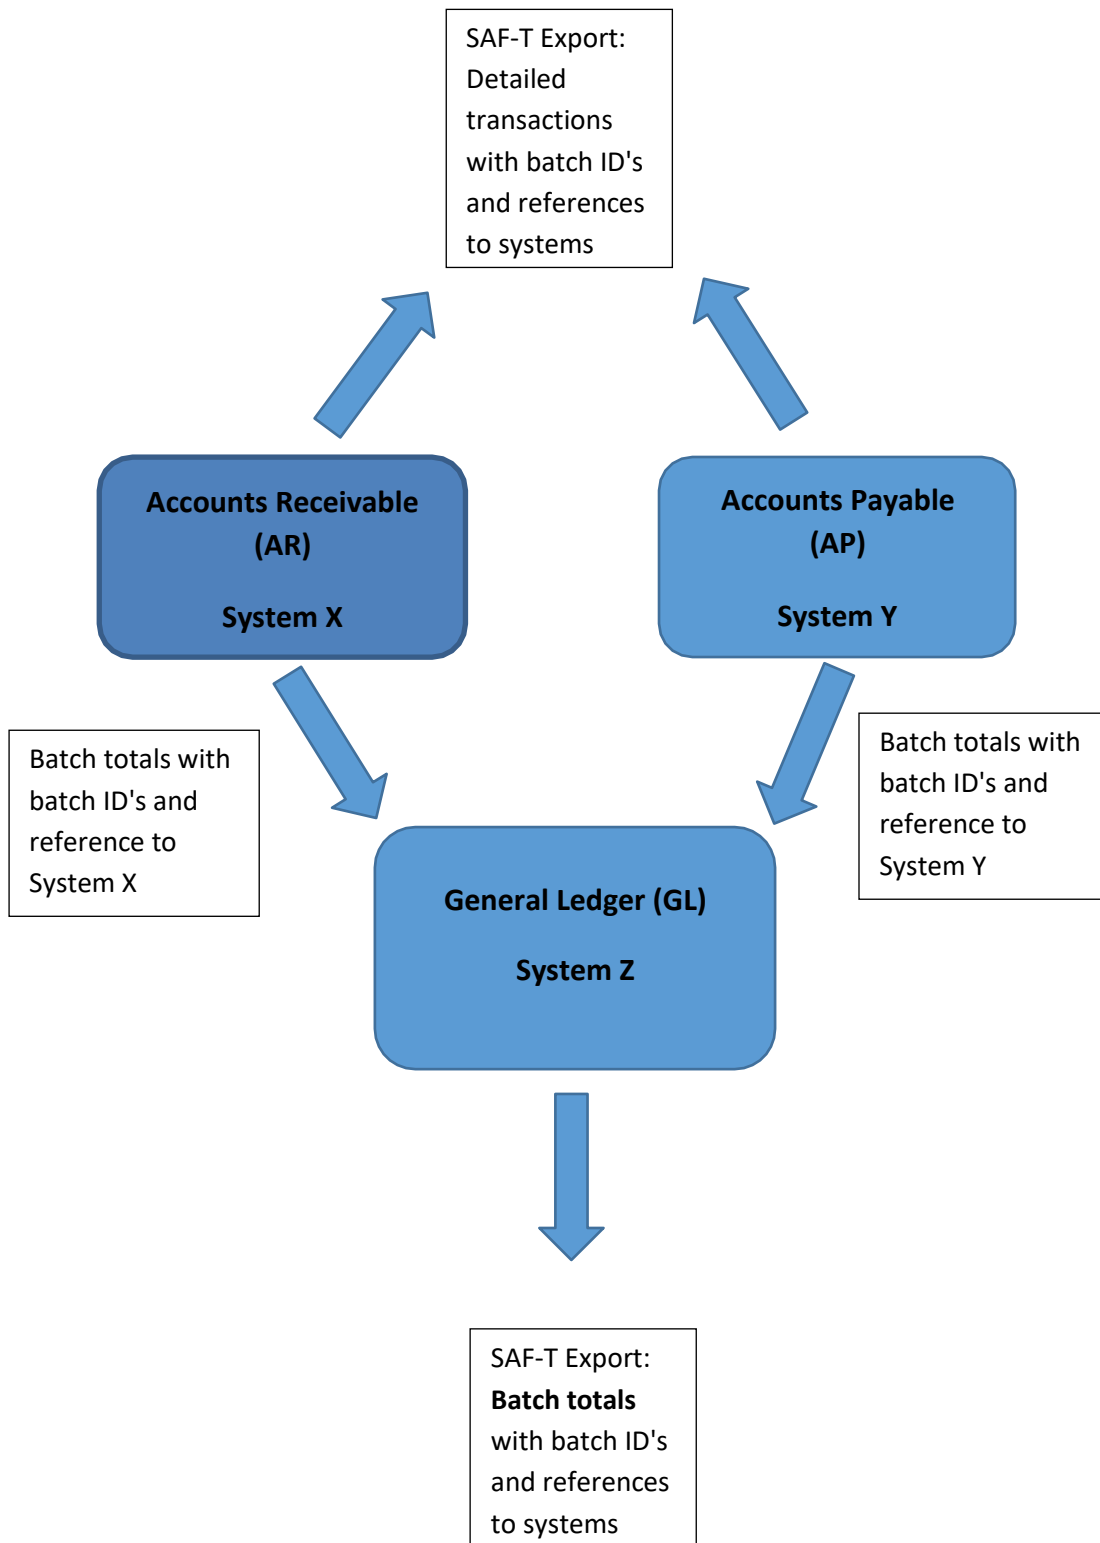 SAF-T Export:
Detailed
transactions
with batch ID's
and references
to systems
Accounts Receivable
(AR)
System X
Accounts Payable
(AP)
System Y
Batch totals with
batch ID's and
reference to
System X
Batch totals with
batch ID's and
reference to
System Y
General Ledger (GL)
System Z
SAF-T Export:
Batch totals
with batch ID's
and references
to systems